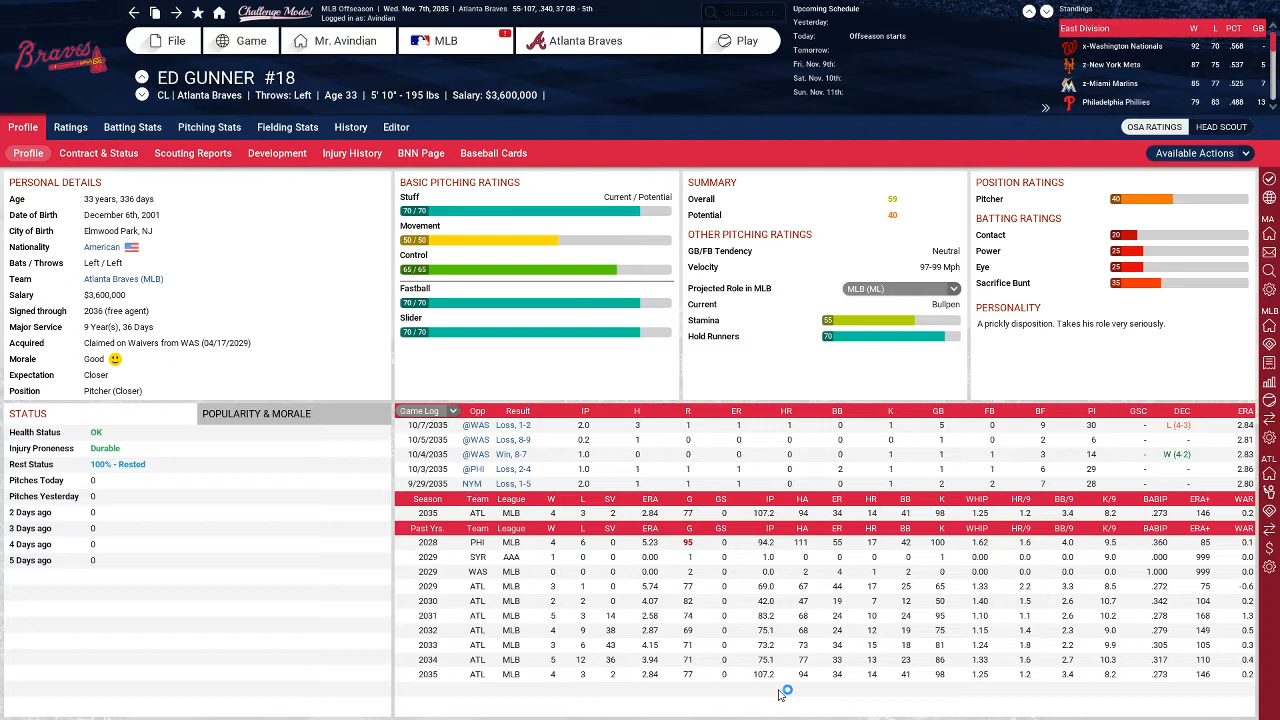 Challenge Mode!
MLB Offseason | Wed. Nov. 7th, 2035 | Atlanta Braves 55-107, .340, 37 GB - 5th
Logged in as: Avindian
Global Search
File
Game
Mr. Avindian
MLB
Atlanta Braves
Play
Braves
ED GUNNER #18
CL | Atlanta Braves | Throws: Left | Age 33 | 5' 10" - 195 lbs | Salary: $3,600,000 |
Upcoming Schedule
Yesterday:
Today: Offseason starts
Tomorrow:
Fri. Nov. 9th:
Sat. Nov. 10th:
Sun. Nov. 11th:
Standings
East Division W L PCT GB
x-Washington Nationals 92 70 .568 -
z-New York Mets 87 75 .537 5
z-Miami Marlins 85 77 .525 7
Philadelphia Phillies 79 83 .488 13
Profile Ratings Batting Stats Pitching Stats Fielding Stats History Editor
OSA RATINGS HEAD SCOUT
Profile Contract & Status Scouting Reports Development Injury History BNN Page Baseball Cards
Available Actions
PERSONAL DETAILS
Age 33 years, 336 days
Date of Birth December 6th, 2001
City of Birth Elmwood Park, NJ
Nationality American
Bats / Throws Left / Left
Team Atlanta Braves (MLB)
Salary $3,600,000
Signed through 2036 (free agent)
Major Service 9 Year(s), 36 Days
Acquired Claimed on Waivers from WAS (04/17/2029)
Morale Good
Expectation Closer
Position Pitcher (Closer)
BASIC PITCHING RATINGS
Stuff Current / Potential
70 / 70
Movement
50 / 50
Control
65 / 65
Fastball
70 / 70
Slider
70 / 70
SUMMARY
Overall 59
Potential 40
OTHER PITCHING RATINGS
GB/FB Tendency Neutral
Velocity 97-99 Mph
Projected Role in MLB MLB (ML)
Current Bullpen
Stamina 55
Hold Runners 70
POSITION RATINGS
Pitcher 40
BATTING RATINGS
Contact 20
Power 25
Eye 25
Sacrifice Bunt 35
PERSONALITY
A prickly disposition. Takes his role very seriously.
MA
MLB
ATL
STATUS
POPULARITY & MORALE
Health Status OK
Injury Proneness Durable
Rest Status 100% - Rested
Pitches Today 0
Pitches Yesterday 0
2 Days ago 0
3 Days ago 0
4 Days ago 0
5 Days ago 0
Game Log Opp Result IP H R ER HR BB K GB FB BF PI GSC DEC ERA
10/7/2035 @WAS Loss, 1-2 2.0 3 1 1 1 0 1 5 0 9 30 - L (4-3) 2.84
10/5/2035 @WAS Loss, 8-9 0.2 1 0 0 0 0 0 1 0 2 6 - - 2.81
10/4/2035 @WAS Win, 8-7 1.0 0 0 0 0 0 1 1 1 3 14 - W (4-2) 2.83
10/3/2035 @PHI Loss, 2-4 1.0 1 1 1 0 2 1 1 1 6 29 - - 2.86
9/29/2035 NYM Loss, 1-5 2.0 1 0 0 0 0 1 2 2 7 28 - - 2.80
Season Team League W L SV ERA G GS IP HA ER HR BB K WHIP HR/9 BB/9 K/9 BABIP ERA+ WAR
2035 ATL MLB 4 3 2 2.84 77 0 107.2 94 34 14 41 98 1.25 1.2 3.4 8.2 .273 146 0.2
Past Yrs. Team League W L SV ERA G GS IP HA ER HR BB K WHIP HR/9 BB/9 K/9 BABIP ERA+ WAR
2028 PHI MLB 4 6 0 5.23 95 0 94.2 111 55 17 42 100 1.62 1.6 4.0 9.5 .360 85 0.1
2029 SYR AAA 0 0 0 0.00 1 0 1.0 0 0 0 0 1 0.00 0.0 0.0 9.0 .000 999 0.0
2029 WAS MLB 0 0 0 0.00 2 0 0.0 2 4 1 2 0 0.00 0.0 0.0 0.0 1.000 999 0.0
2029 ATL MLB 3 1 0 5.74 77 0 69.0 67 44 17 25 65 1.33 2.2 3.3 8.5 .272 75 -0.6
2030 ATL MLB 2 2 0 4.07 82 0 42.0 47 19 7 12 50 1.40 1.5 2.6 10.7 .342 104 0.2
2031 ATL MLB 5 3 14 2.58 74 0 83.2 68 24 10 24 95 1.10 1.1 2.6 10.2 .278 168 1.3
2032 ATL MLB 4 9 38 2.87 69 0 75.1 68 24 12 19 75 1.15 1.4 2.3 9.0 .279 149 0.5
2033 ATL MLB 3 6 43 4.15 71 0 73.2 73 34 15 18 81 1.24 1.8 2.2 9.9 .297 104 0.2
2034 ATL MLB 5 12 36 3.94 71 0 75.1 77 33 13 23 86 1.33 1.6 2.7 10.3 .317 110 0.4
2035 ATL MLB 4 3 2 2.84 77 0 107.2 94 34 14 41 98 1.25 1.2 3.4 8.2 .273 146 0.2